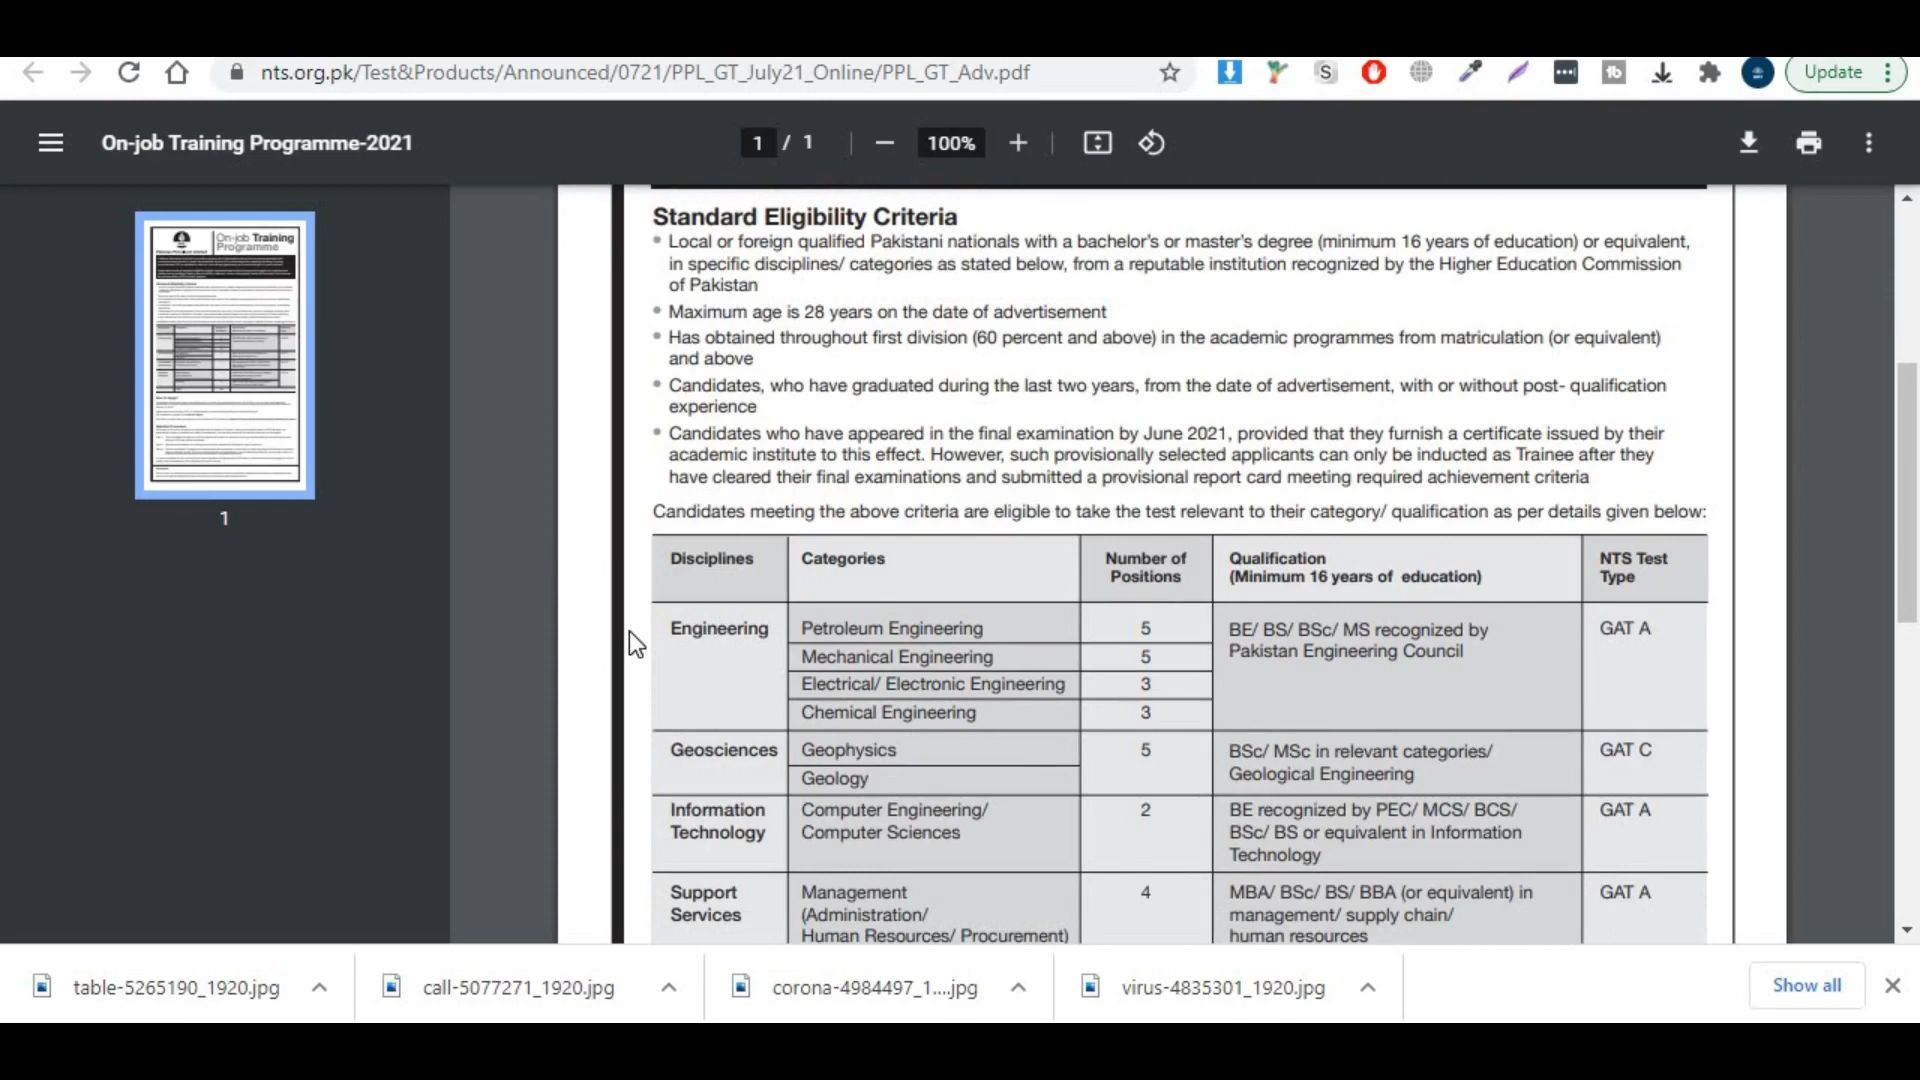 nts.org.pk/Test&Products/Announced/0721/PPL_GT_July21_Online/PPL_GT_Adv.pdf
S
tb
Update
On-job Training Programme-2021
1 / 1
100%
On-job Training
Programme
1
Standard Eligibility Criteria
• Local or foreign qualified Pakistani nationals with a bachelor's or master's degree (minimum 16 years of education) or equivalent,
in specific disciplines/ categories as stated below, from a reputable institution recognized by the Higher Education Commission
of Pakistan
• Maximum age is 28 years on the date of advertisement
• Has obtained throughout first division (60 percent and above) in the academic programmes from matriculation (or equivalent)
and above
• Candidates, who have graduated during the last two years, from the date of advertisement, with or without post- qualification
experience
• Candidates who have appeared in the final examination by June 2021, provided that they furnish a certificate issued by their
academic institute to this effect. However, such provisionally selected applicants can only be inducted as Trainee after they
have cleared their final examinations and submitted a provisional report card meeting required achievement criteria
Candidates meeting the above criteria are eligible to take the test relevant to their category/ qualification as per details given below:
Disciplines Categories Number of Positions Qualification (Minimum 16 years of education) NTS Test Type
Engineering Petroleum Engineering 5 BE/ BS/ BSc/ MS recognized by Pakistan Engineering Council GAT A
Mechanical Engineering 5
Electrical/ Electronic Engineering 3
Chemical Engineering 3
Geosciences Geophysics 5 BSc/ MSc in relevant categories/ Geological Engineering GAT C
Geology
Information Technology Computer Engineering/ Computer Sciences 2 BE recognized by PEC/ MCS/ BCS/ BSc/ BS or equivalent in Information Technology GAT A
Support Services Management (Administration/ Human Resources/ Procurement) 4 MBA/ BSc/ BS/ BBA (or equivalent) in management/ supply chain/ human resources GAT A
table-5265190_1920.jpg
call-5077271_1920.jpg
corona-4984497_1....jpg
virus-4835301_1920.jpg
Show all